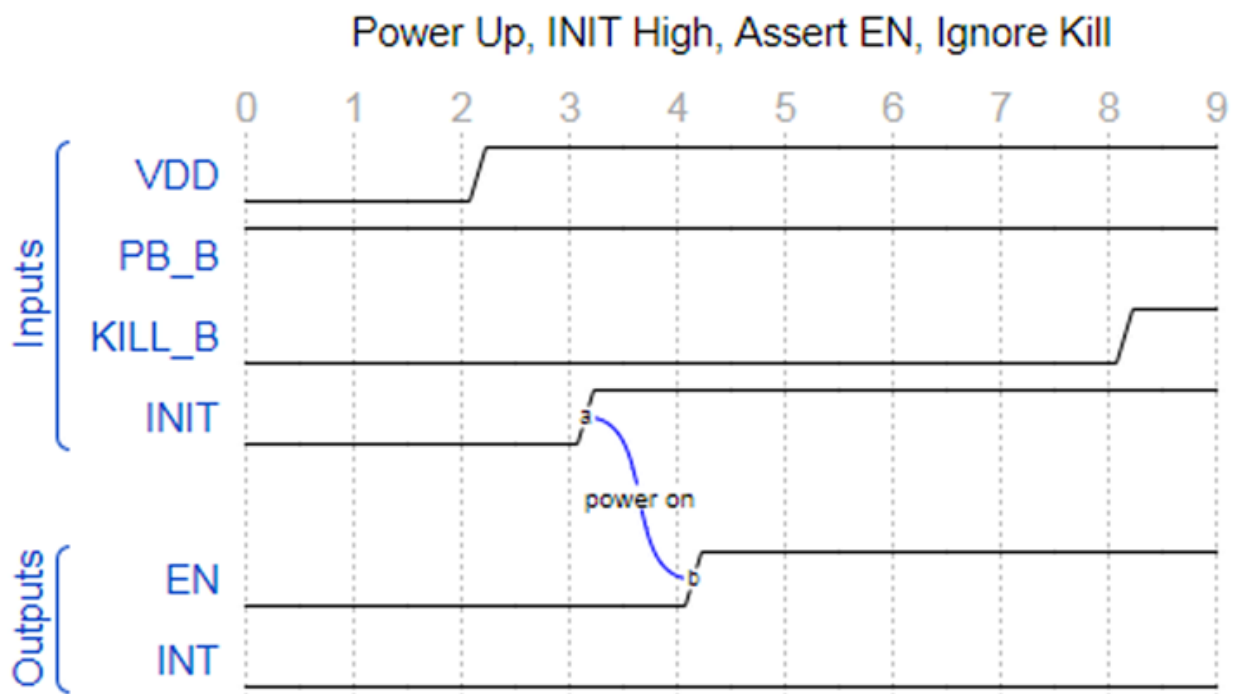 Power Up, INIT High, Assert EN, Ignore Kill
0 1 2 3 4 5 6 7 8 9
Inputs
VDD
PB_B
KILL_B
INIT
a
power on
Outputs
EN
b
INT